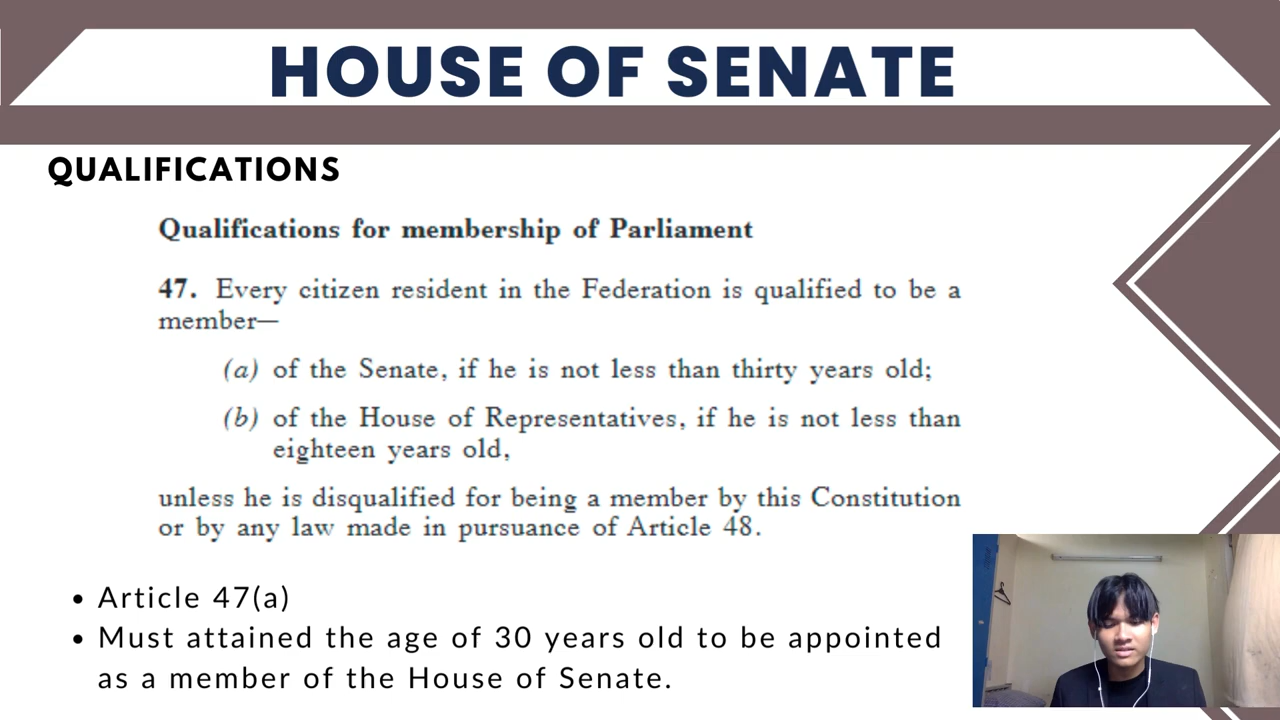 HOUSE OF SENATE
QUALIFICATIONS
Qualifications for membership of Parliament
47. Every citizen resident in the Federation is qualified to be a
member—
(a) of the Senate, if he is not less than thirty years old;
(b) of the House of Representatives, if he is not less than
eighteen years old,
unless he is disqualified for being a member by this Constitution
or by any law made in pursuance of Article 48.
• Article 47(a)
• Must attained the age of 30 years old to be appointed
as a member of the House of Senate.